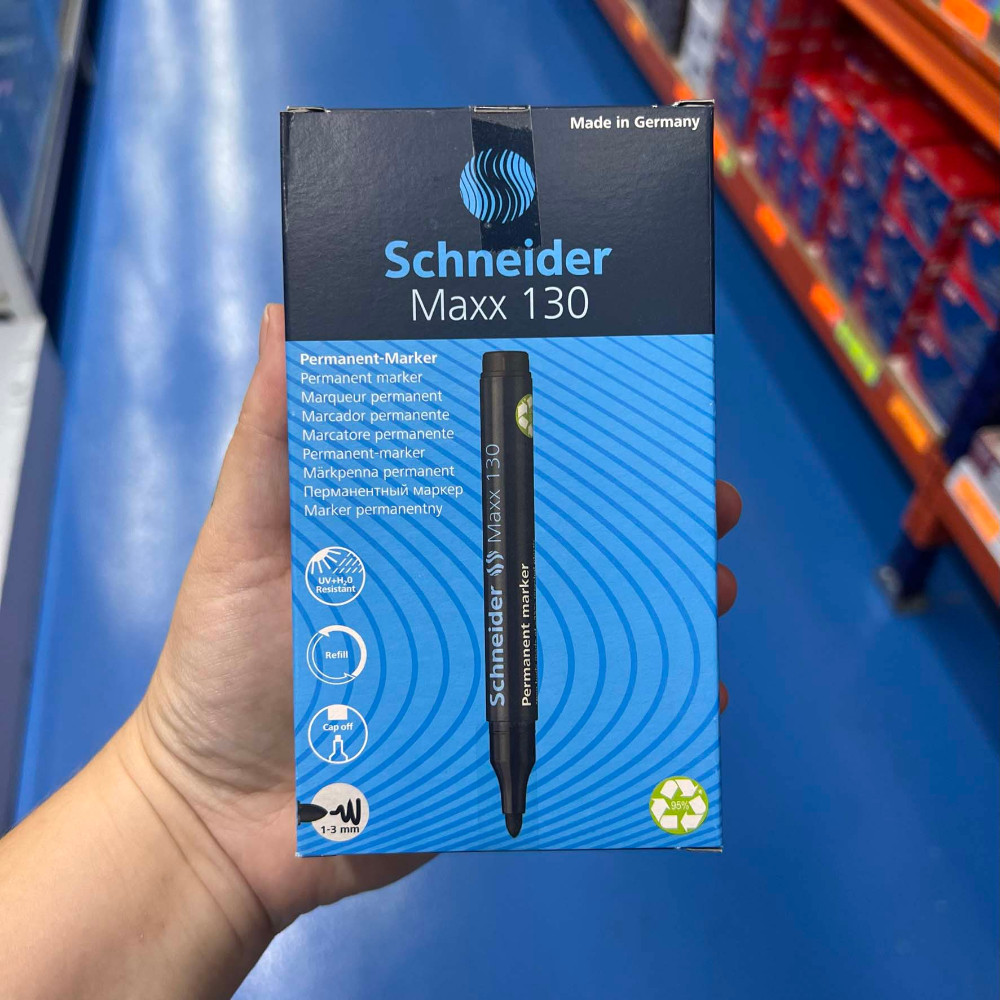 Made in Germany
Schneider
Maxx 130
Permanent-Marker
Permanent marker
Marqueur permanent
Marcador permanente
Marcatore permanente
Permanent-marker
Märkpenna permanent
Перманентный маркер
Marker permanentny
Schneider Maxx 130
Permanent marker
UV+H₂0
Resistant
Refill
Cap off
1-3 mm
95%